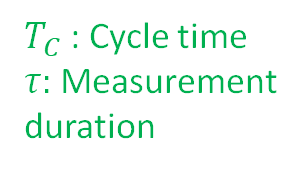 T_C : Cycle time
τ: Measurement
duration